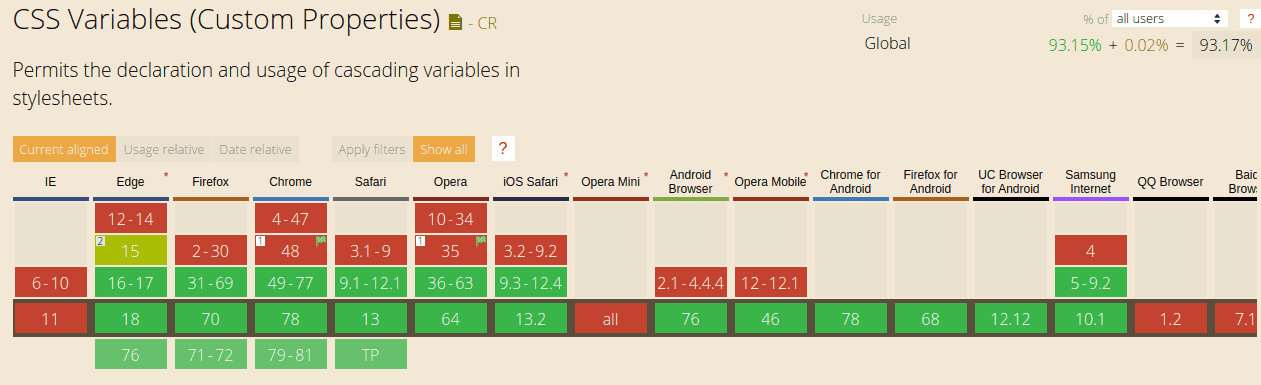 CSS Variables (Custom Properties) - CR
Usage % of all users ?
Global 93.15% + 0.02% = 93.17%
Permits the declaration and usage of cascading variables in
stylesheets.
Current aligned Usage relative Date relative Apply filters Show all ?
IE Edge * Firefox Chrome Safari Opera iOS Safari * Opera Mini * Android Browser * Opera Mobile * Chrome for Android Firefox for Android UC Browser for Android Samsung Internet QQ Browser Baid Brows
12-14 4-47 10-34
2 15 2-30 1 48 3.1-9 1 35 3.2-9.2 4
6-10 16-17 31-69 49-77 9.1-12.1 36-63 9.3-12.4 2.1-4.4.4 12-12.1 5-9.2
11 18 70 78 13 64 13.2 all 76 46 78 68 12.12 10.1 1.2 7.1
76 71-72 79-81 TP